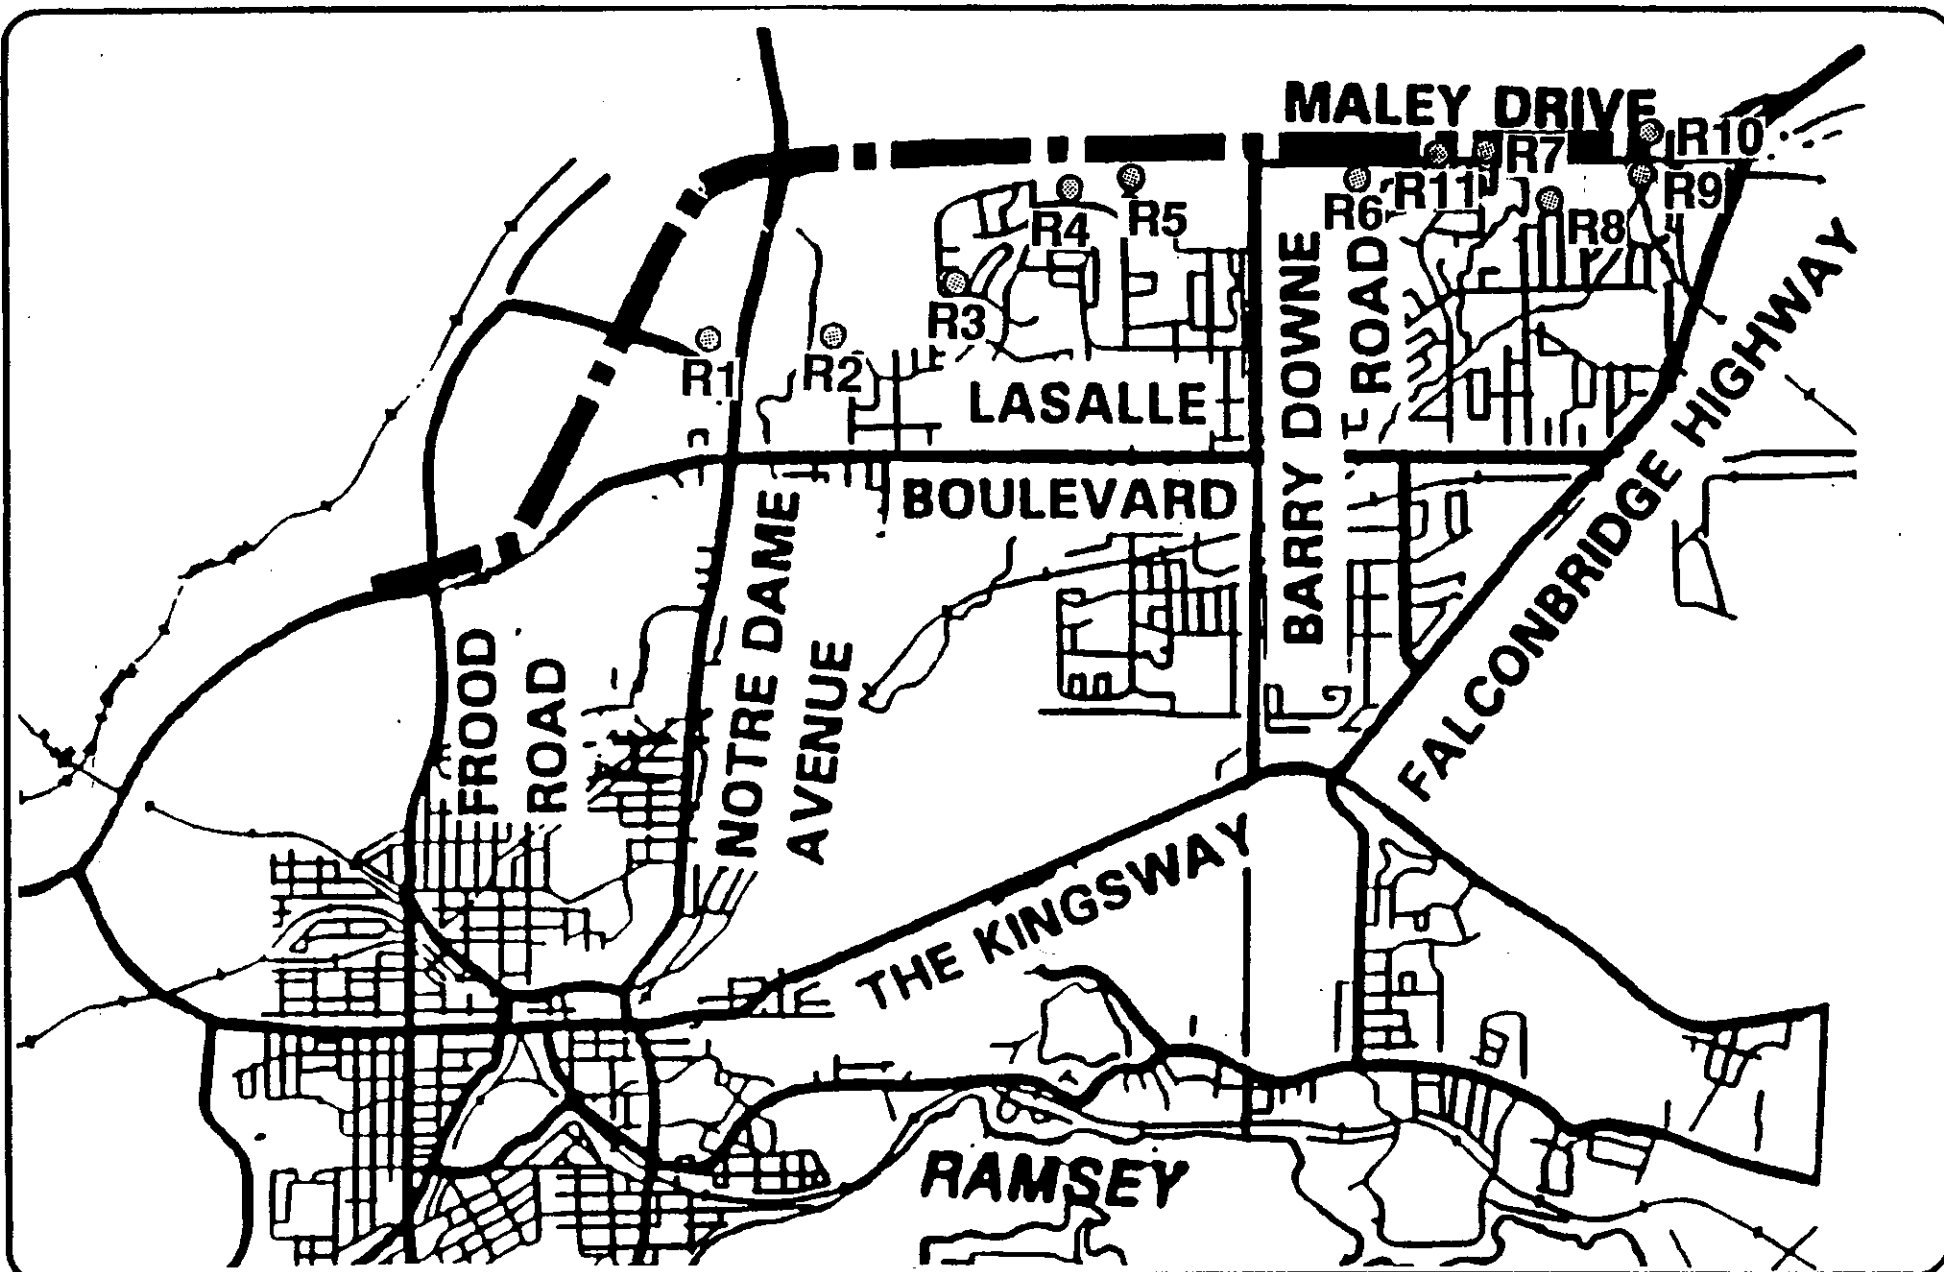 MALEY DRIVE
R10
R7
R11
R9
R6
R4
R5
R8
R3
R1
R2
LASALLE
BOULEVARD
BARRY DOWNE
ROAD
FALCONBRIDGE HIGHWAY
NOTRE DAME
AVENUE
FROOD
ROAD
THE KINGSWAY
RAMSEY